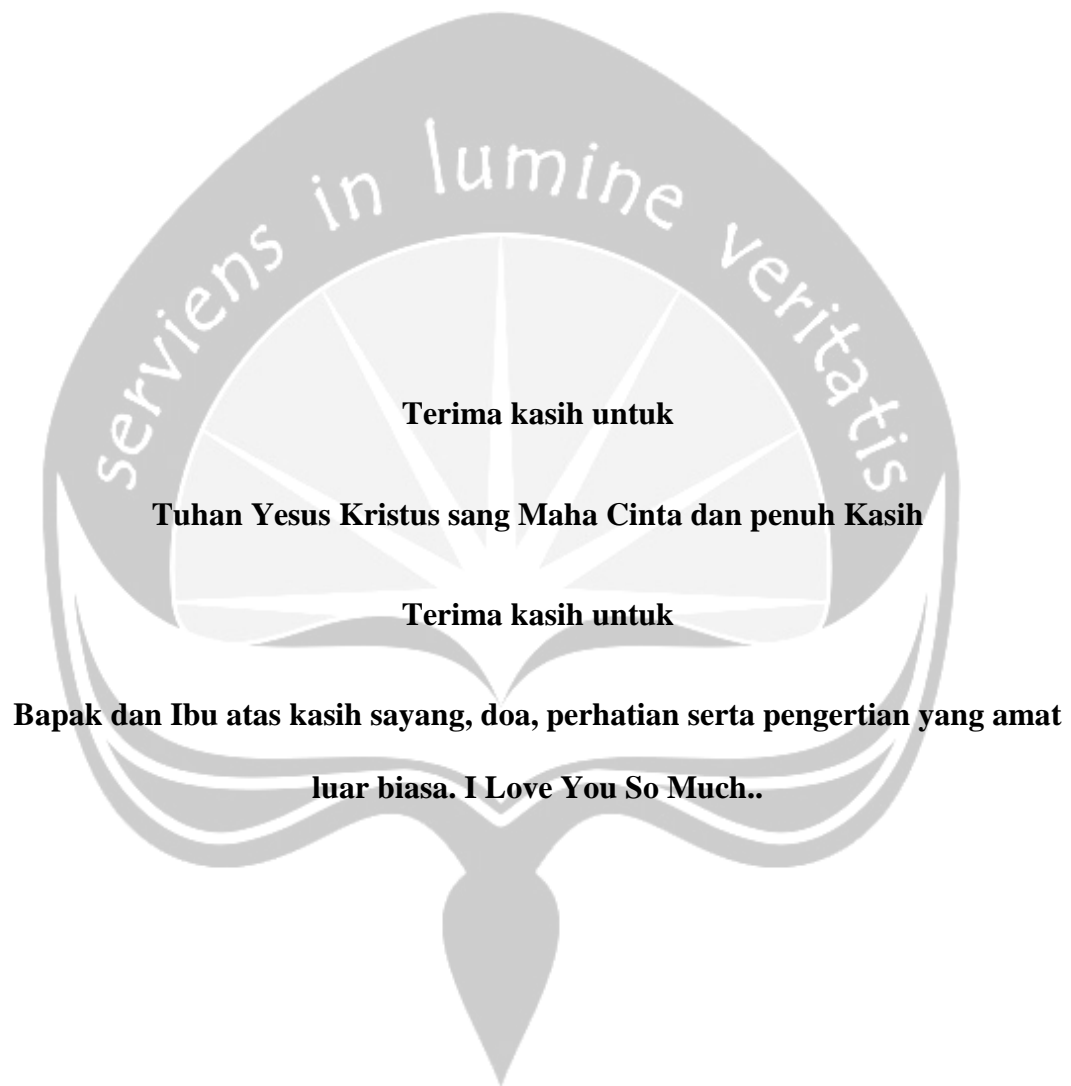 serviens in lumine veritatis
Terima kasih untuk
Tuhan Yesus Kristus sang Maha Cinta dan penuh Kasih
Terima kasih untuk
Bapak dan Ibu atas kasih sayang, doa, perhatian serta pengertian yang amat
luar biasa. I Love You So Much..